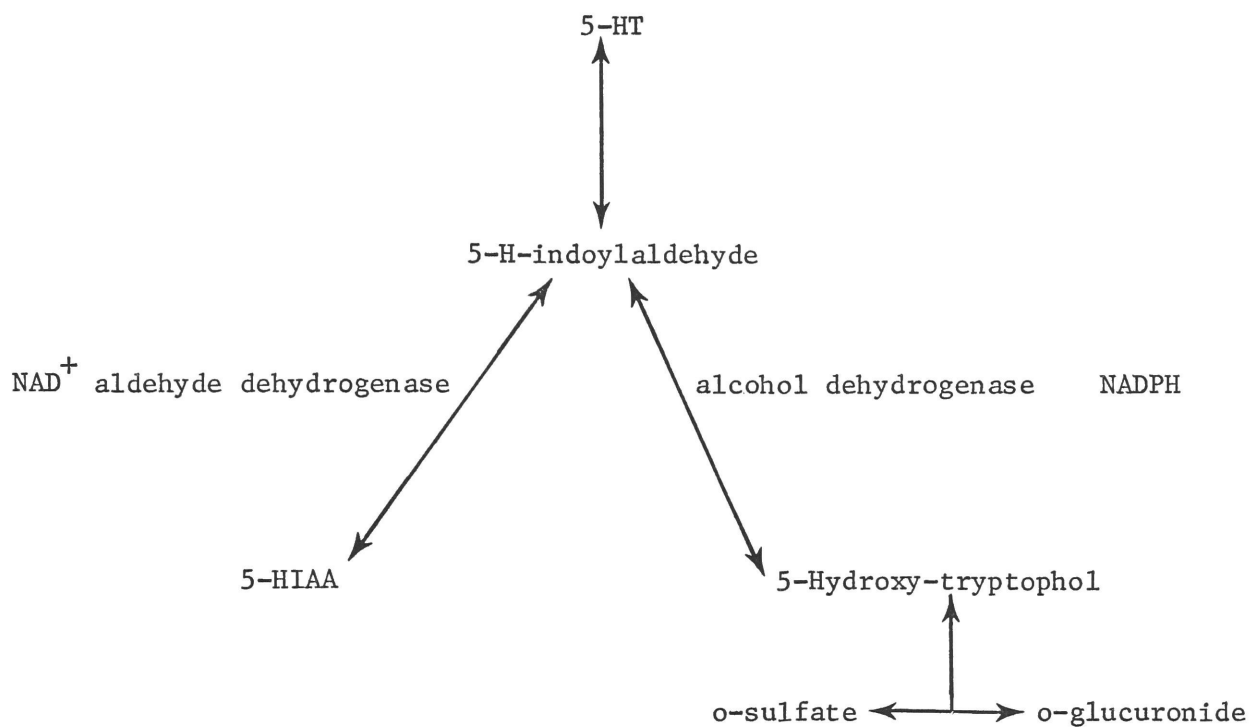 5-HT
5-H-indoylaldehyde
NAD+ aldehyde dehydrogenase
alcohol dehydrogenase NADPH
5-HIAA
5-Hydroxy-tryptophol
o-sulfate
o-glucuronide